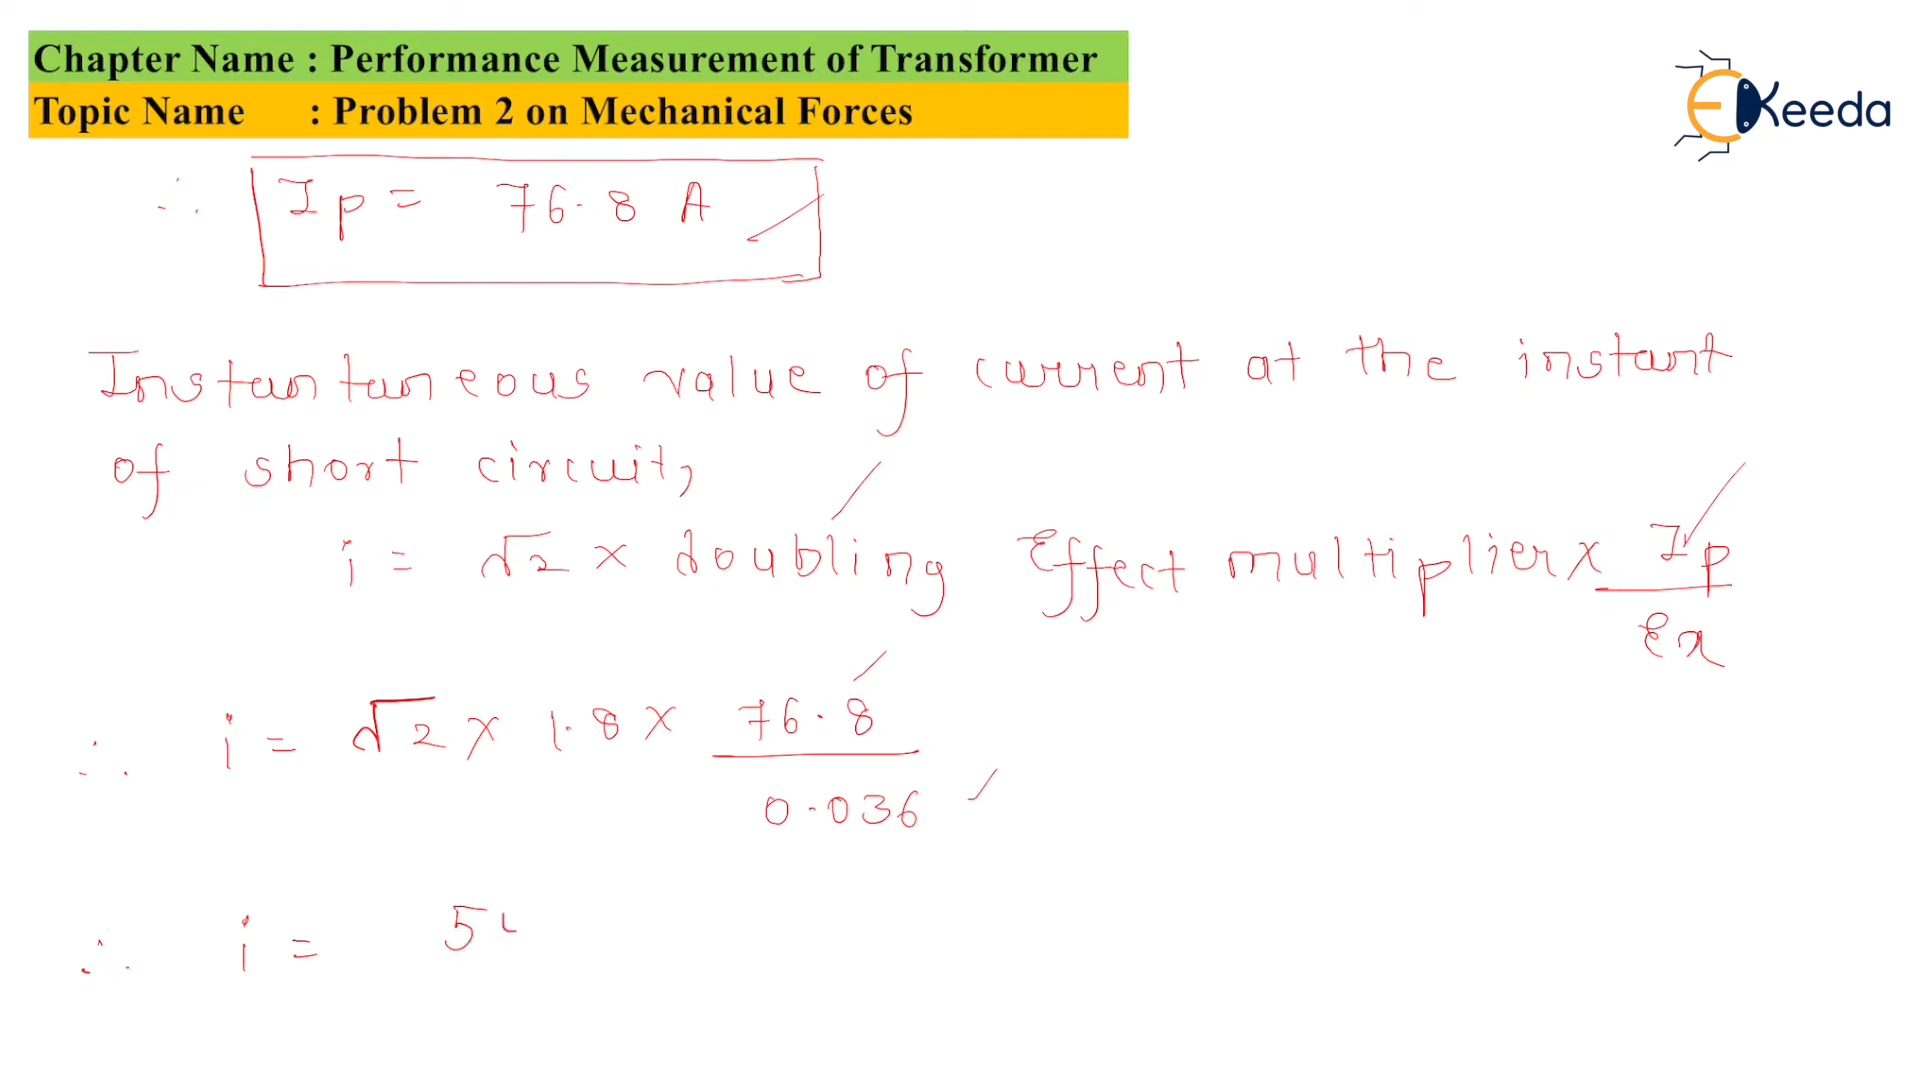 Chapter Name : Performance Measurement of Transformer
Topic Name : Problem 2 on Mechanical Forces
EKeeda
∴ Ip = 76.8 A
Instantaneous value of current at the instant
of short circuit,
i = √2 × doubling Effect multiplier × Ip / Ex
∴ i = √2 × 1.8 × 76.8 / 0.036
∴ i = 5